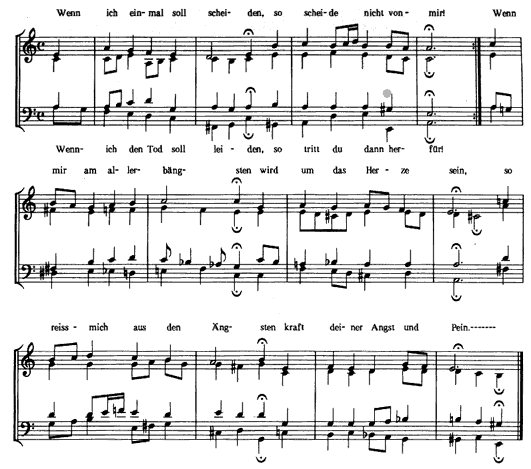 Wenn ich ein- mal soll schei- den, so schei- de nicht von- mir! Wenn
Wenn- ich den Tod soll lei- den, so tritt du dann her- für!
mir am al- ler- bäng- sten wird um das Her- ze sein, so
reiss- mich aus den Äng- sten kraft dei- ner Angst und Pein.-------